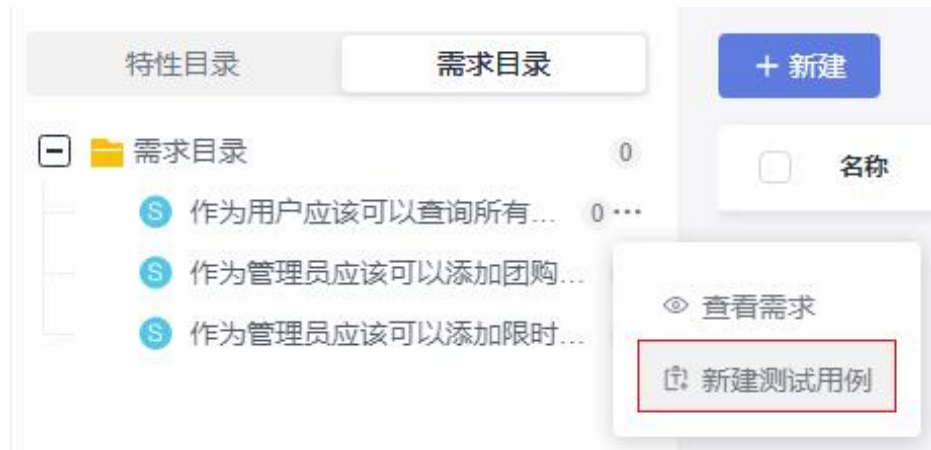 特性目录 需求目录 + 新建
需求目录 0
名称
S 作为用户应该可以查询所有... 0 ...
S 作为管理员应该可以添加团购...
查看需求
S 作为管理员应该可以添加限时...
新建测试用例